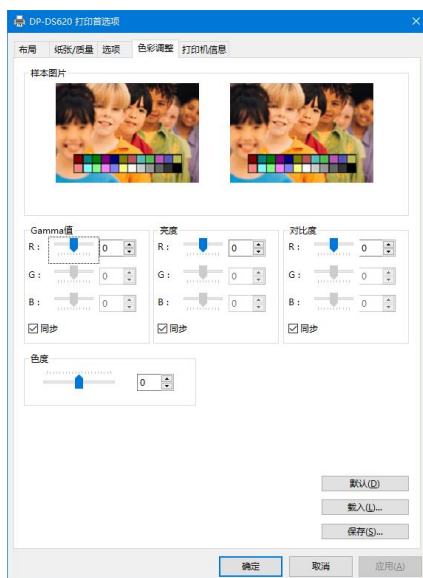 DP-DS620 打印首选项
布局 纸张/质量 选项 色彩调整 打印机信息
样本图片
Gamma值 亮度 对比度
R： 0 R： 0 R： 0
G： 0 G： 0 G： 0
B： 0 B： 0 B： 0
同步 同步 同步
色度
0
默认(D)
载入(L)...
保存(S)...
确定 取消 应用(A)